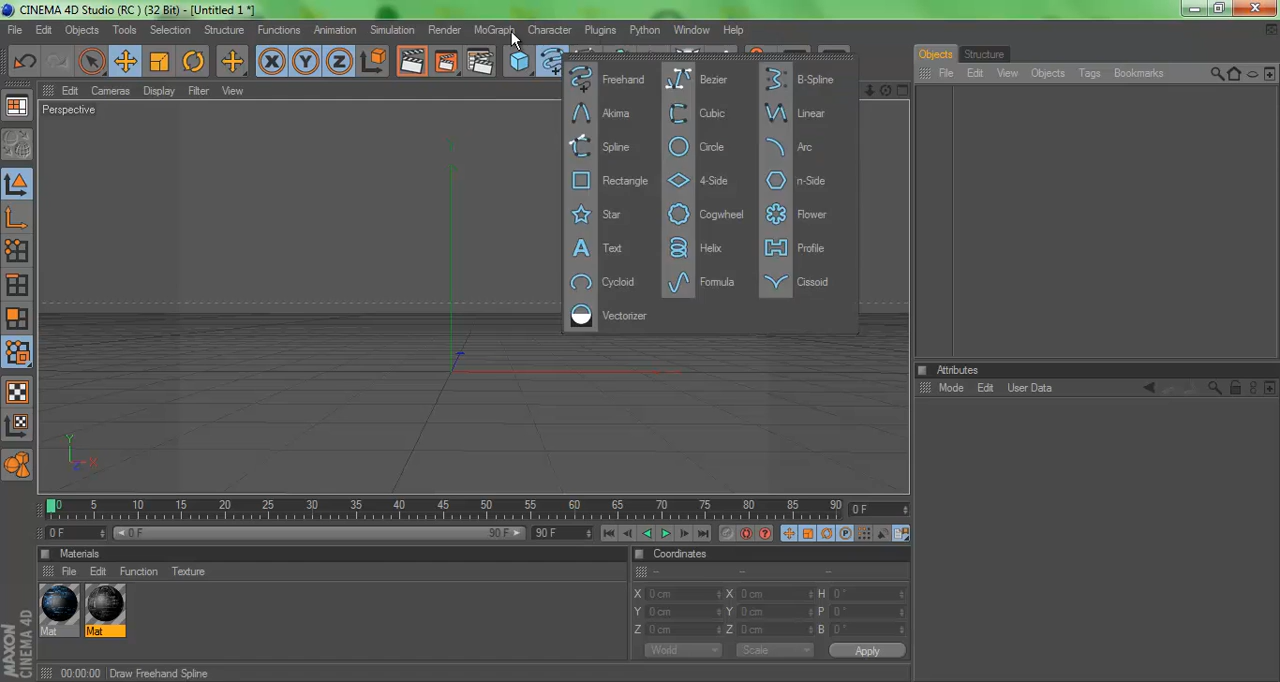 CINEMA 4D Studio (RC ) (32 Bit) - [Untitled 1 *]
File Edit Objects Tools Selection Structure Functions Animation Simulation Render MoGraph Character Plugins Python Window Help
X Y Z
Objects Structure
File Edit View Objects Tags Bookmarks
Edit Cameras Display Filter View
Perspective
Freehand Bezier B-Spline
Akima Cubic Linear
Spline Circle Arc
Rectangle 4-Side n-Side
Star Cogwheel Flower
A Text Helix Profile
Cycloid Formula Cissoid
Vectorizer
Y
X
Z
Attributes
Mode Edit User Data
0 5 10 15 20 25 30 35 40 45 50 55 60 65 70 75 80 85 90 0 F
0 F 0 F 90 F 90 F
Materials
File Edit Function Texture
Mat Mat
Coordinates
-- -- --
X 0 cm X 0 cm H 0 °
Y 0 cm Y 0 cm P 0 °
Z 0 cm Z 0 cm B 0 °
World Scale Apply
MAXON
CINEMA 4D
00:00:00 Draw Freehand Spline